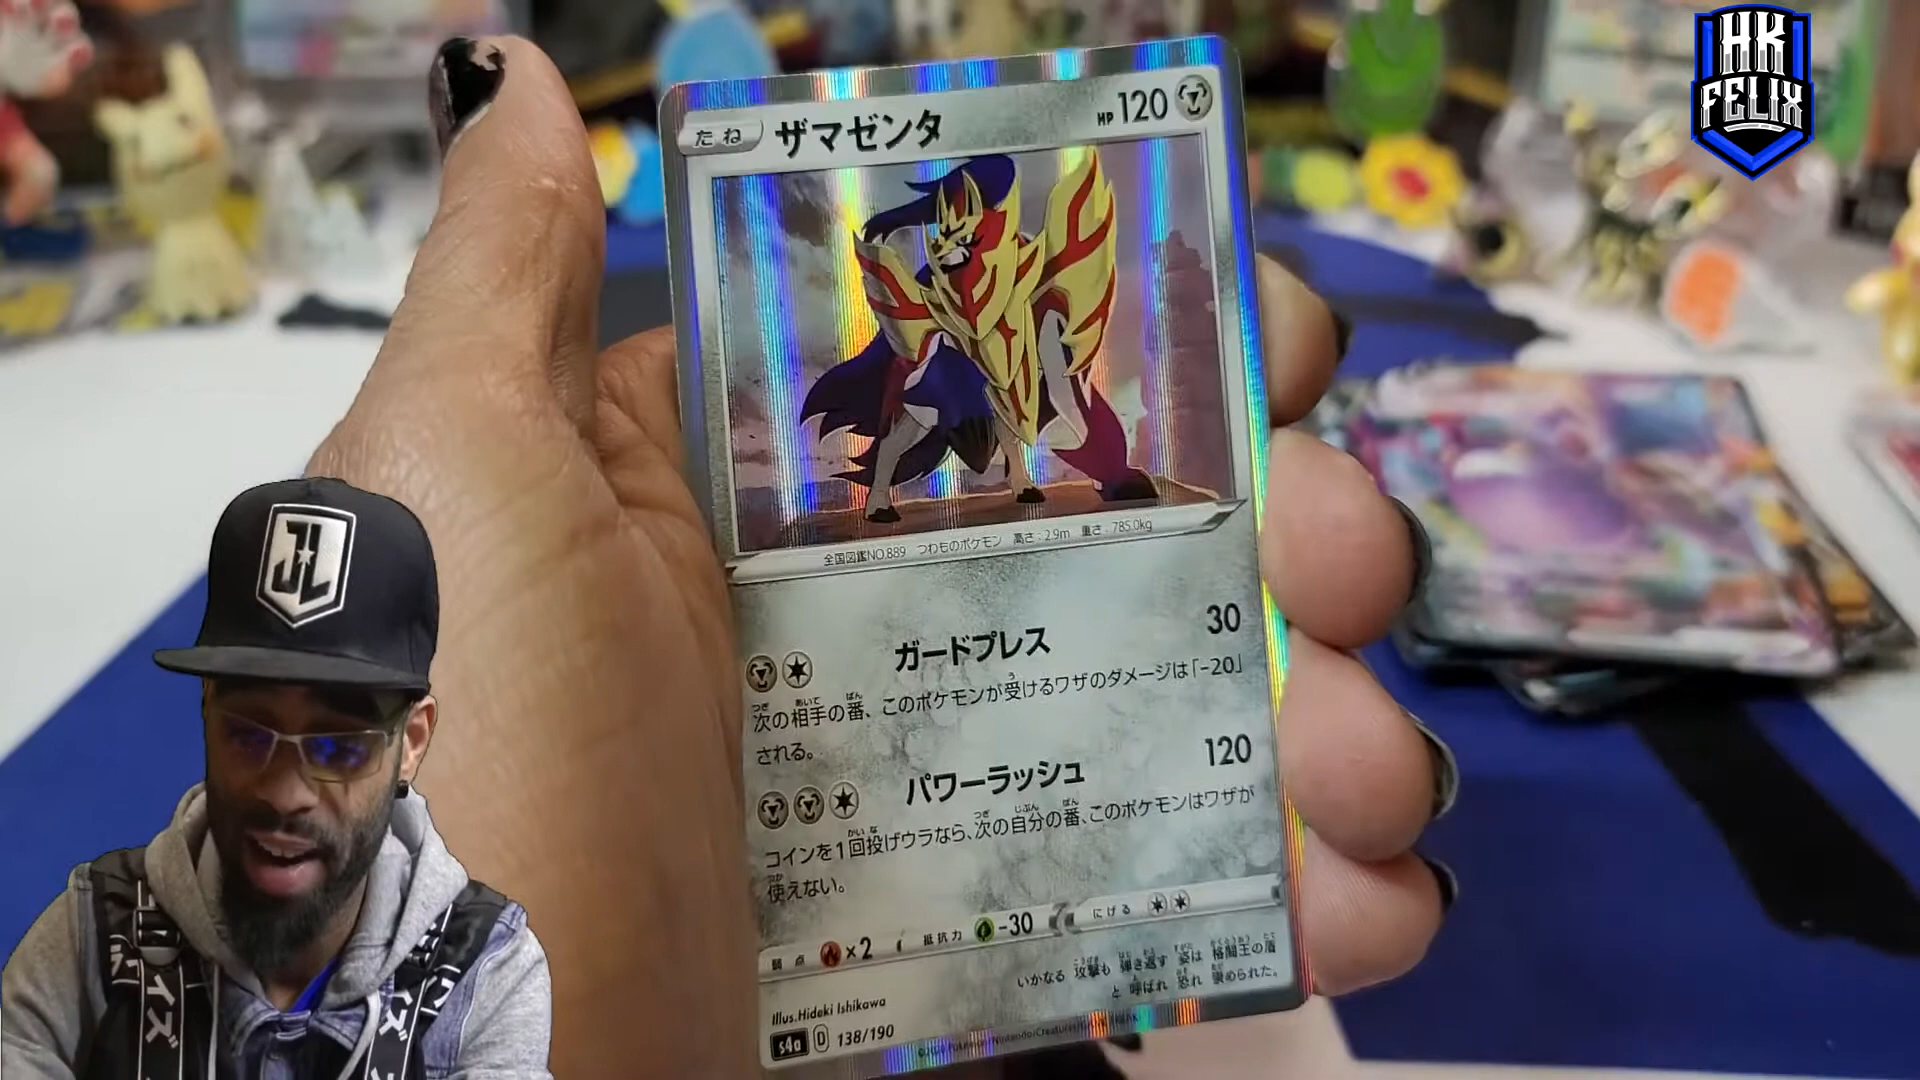 HK
FELIX
たね ザマゼンタ HP120
全国図鑑NO.889 つわものポケモン 高さ:2.9m 重さ:785.0kg
ガードプレス 30
次の相手の番、このポケモンが受けるワザのダメージは「-20」
される。
パワーラッシュ 120
コインを1回投げウラなら、次の自分の番、このポケモンはワザが
使えない。
弱点 ×2 抵抗力 -30 にげる
いかなる 攻撃も 弾き返す 姿は 格闘王の盾
と 呼ばれ 恐れ 崇められた。
Illus.Hideki Ishikawa
s4a D 138/190
JL